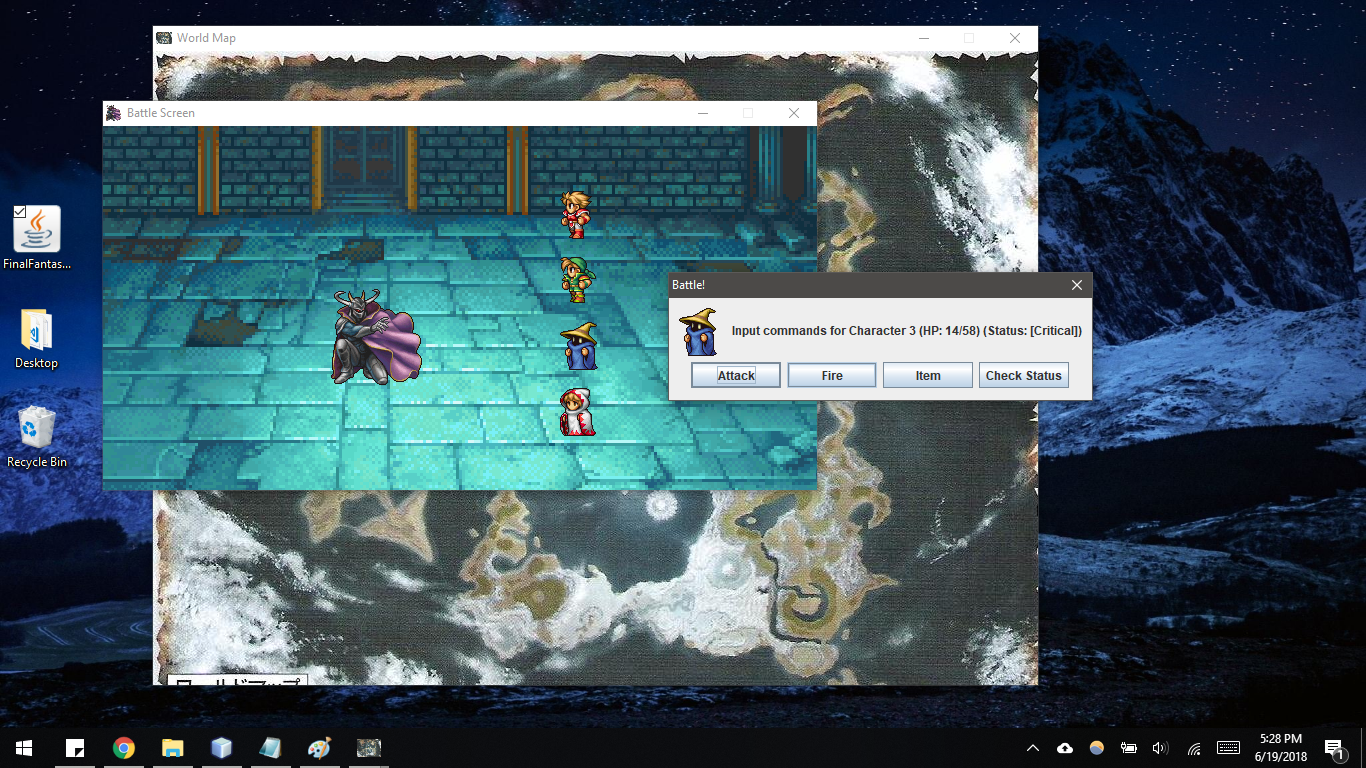 World Map
Battle Screen
FinalFantas...
Battle!
Input commands for Character 3 (HP: 14/58) (Status: [Critical])
Attack
Fire
Item
Check Status
Desktop
Recycle Bin
ワールドマップ
5:28 PM
6/19/2018
1